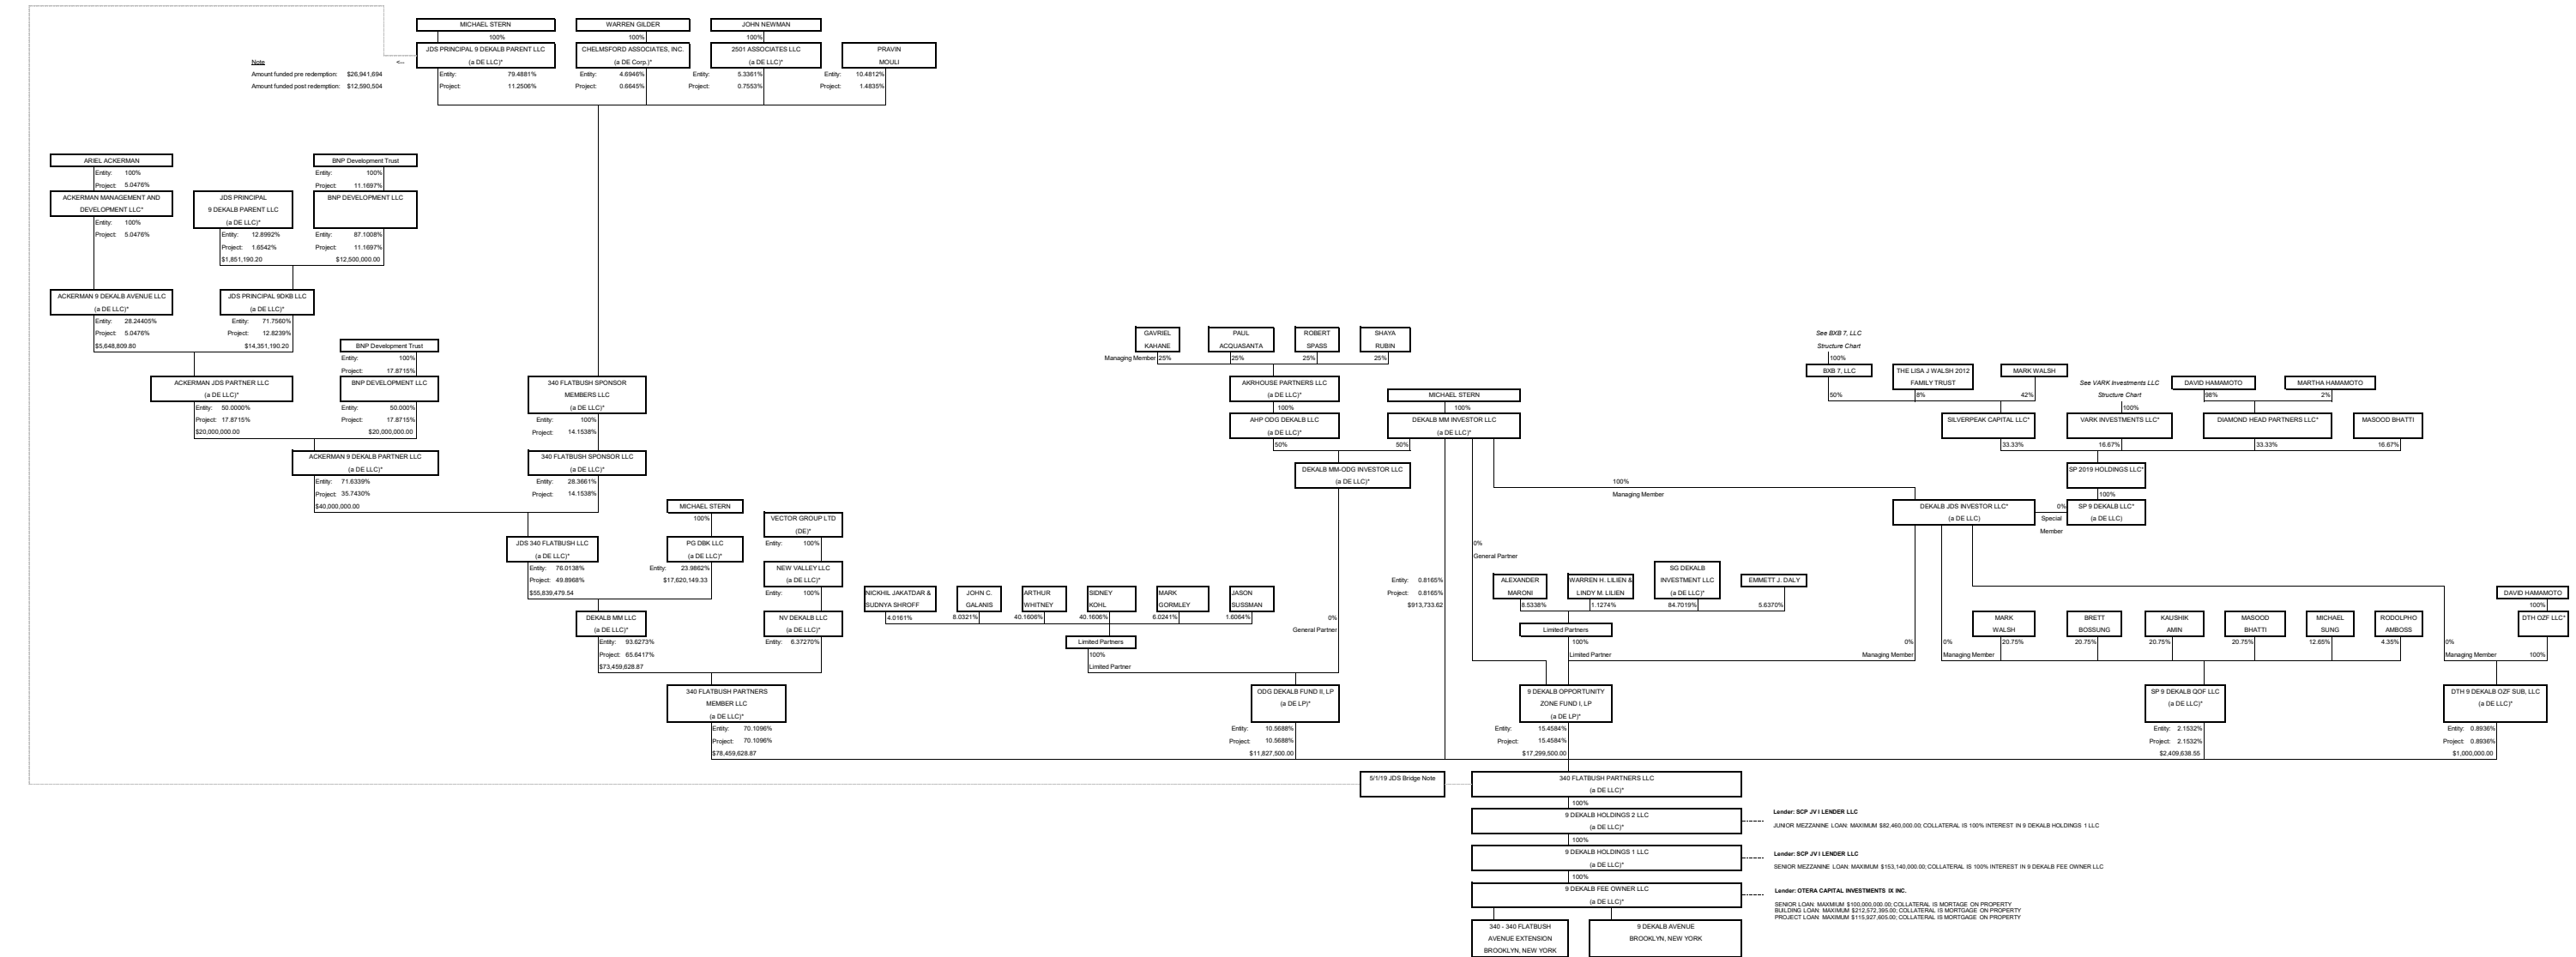 MICHAEL STERN
100%
JDS PRINCIPAL 9 DEKALB PARENT LLC
(a DE LLC)*
Entity: 79.4881%
Project: 11.2506%
WARREN GILDER
100%
CHELMSFORD ASSOCIATES, INC.
(a DE Corp.)*
Entity: 4.6946%
Project: 0.6645%
JOHN NEWMAN
100%
2501 ASSOCIATES LLC
(a DE LLC)*
Entity: 5.3361%
Project: 0.7553%
PRAVIN
MOULI
Entity: 10.4812%
Project: 1.4835%
Note
<--
Amount funded pre redemption: $26,941,694
Amount funded post redemption: $12,590,504
ARIEL ACKERMAN
Entity: 100%
Project: 5.0476%
ACKERMAN MANAGEMENT AND
DEVELOPMENT LLC*
Entity: 100%
Project: 5.0476%
JDS PRINCIPAL
9 DEKALB PARENT LLC
(a DE LLC)*
Entity: 12.8992%
Project: 1.6542%
$1,851,190.20
BNP Development Trust
Entity: 100%
Project: 11.1697%
BNP DEVELOPMENT LLC
Entity: 87.1008%
Project: 11.1697%
$12,500,000.00
ACKERMAN 9 DEKALB AVENUE LLC
(a DE LLC)*
Entity: 28.24405%
Project: 5.0476%
$5,648,809.80
JDS PRINCIPAL 9DKB LLC
(a DE LLC)*
Entity: 71.7560%
Project: 12.8239%
$14,351,190.20
BNP Development Trust
Entity: 100%
Project: 17.8715%
ACKERMAN JDS PARTNER LLC
(a DE LLC)*
Entity: 50.0000%
Project: 17.8715%
$20,000,000.00
BNP DEVELOPMENT LLC
Entity: 50.000%
Project: 17.8715%
$20,000,000.00
340 FLATBUSH SPONSOR
MEMBERS LLC
(a DE LLC)*
Entity: 100%
Project: 14.1538%
ACKERMAN 9 DEKALB PARTNER LLC
(a DE LLC)*
Entity: 71.6339%
Project: 35.7430%
$40,000,000.00
340 FLATBUSH SPONSOR LLC
(a DE LLC)*
Entity: 28.3661%
Project: 14.1538%
MICHAEL STERN
100%
VECTOR GROUP LTD
(DE)*
Entity: 100%
JDS 340 FLATBUSH LLC
(a DE LLC)*
Entity: 76.0138%
Project: 49.8968%
$55,839,479.54
PG DBK LLC
(a DE LLC)*
Entity: 23.9862%
$17,620,149.33
NEW VALLEY LLC
(a DE LLC)*
Entity: 100%
DEKALB MM LLC
(a DE LLC)*
Entity: 93.6273%
Project: 65.6417%
$73,459,628.87
NV DEKALB LLC
(a DE LLC)*
Entity: 6.37270%
340 FLATBUSH PARTNERS
MEMBER LLC
(a DE LLC)*
Entity: 70.1096%
Project: 70.1096%
$78,459,628.87
GAVRIEL
KAHANE
Managing Member 25%
PAUL
ACQUASANTA
25%
ROBERT
SPASS
25%
SHAYA
RUBIN
25%
AKRHOUSE PARTNERS LLC
(a DE LLC)*
100%
AHP ODG DEKALB LLC
(a DE LLC)*
50%
MICHAEL STERN
100%
DEKALB MM INVESTOR LLC
(a DE LLC)*
50%
DEKALB MM-ODG INVESTOR LLC
(a DE LLC)*
0%
General Partner
NICKHIL JAKATDAR &
SUDNYA SHROFF
4.0161%
JOHN C.
GALANIS
8.0321%
ARTHUR
WHITNEY
40.1606%
SIDNEY
KOHL
40.1606%
MARK
GORMLEY
6.0241%
JASON
SUSSMAN
1.6064%
Limited Partners
100%
Limited Partner
ODG DEKALB FUND II, LP
(a DE LP)*
Entity: 10.5688%
Project: 10.5688%
$11,827,500.00
Entity: 0.8165%
Project: 0.8165%
$913,733.62
0%
General Partner
100%
Managing Member
ALEXANDER
MARONI
8.5338%
WARREN H. LILIEN &
LINDY M. LILIEN
1.1274%
SG DEKALB
INVESTMENT LLC
(a DE LLC)*
84.7019%
EMMETT J. DALY
5.6370%
Limited Partners
100%
Limited Partner
0%
Managing Member
9 DEKALB OPPORTUNITY
ZONE FUND I, LP
(a DE LP)*
Entity: 15.4584%
Project: 15.4584%
$17,299,500.00
See BXB 7, LLC
Structure Chart
100%
BXB 7, LLC
50%
THE LISA J WALSH 2012
FAMILY TRUST
8%
MARK WALSH
42%
See VARK Investments LLC
Structure Chart
100%
DAVID HAMAMOTO
98%
MARTHA HAMAMOTO
2%
SILVERPEAK CAPITAL LLC*
33.33%
VARK INVESTMENTS LLC*
16.67%
DIAMOND HEAD PARTNERS LLC*
33.33%
MASOOD BHATTI
16.67%
SP 2019 HOLDINGS LLC*
100%
DEKALB JDS INVESTOR LLC*
(a DE LLC)
0%
Special
Member
SP 9 DEKALB LLC*
(a DE LLC)
0%
Managing Member
MARK
WALSH
20.75%
BRETT
BOSSUNG
20.75%
KAUSHIK
AMIN
20.75%
MASOOD
BHATTI
20.75%
MICHAEL
SUNG
12.65%
RODOLPHO
AMBOSS
4.35%
0%
Managing Member
DAVID HAMAMOTO
100%
DTH OZF LLC*
100%
SP 9 DEKALB QOF LLC
(a DE LLC)*
Entity: 2.1532%
Project: 2.1532%
$2,409,638.55
DTH 9 DEKALB OZF SUB, LLC
(a DE LLC)*
Entity: 0.8936%
Project: 0.8936%
$1,000,000.00
5/1/19 JDS Bridge Note
340 FLATBUSH PARTNERS LLC
(a DE LLC)*
100%
9 DEKALB HOLDINGS 2 LLC
(a DE LLC)*
Lender: SCP JV I LENDER LLC
JUNIOR MEZZANINE LOAN: MAXIMUM $82,460,000.00; COLLATERAL IS 100% INTEREST IN 9 DEKALB HOLDINGS 1 LLC
100%
9 DEKALB HOLDINGS 1 LLC
(a DE LLC)*
Lender: SCP JV I LENDER LLC
SENIOR MEZZANINE LOAN: MAXIMUM $153,140,000.00; COLLATERAL IS 100% INTEREST IN 9 DEKALB FEE OWNER LLC
100%
9 DEKALB FEE OWNER LLC
(a DE LLC)*
Lender: OTERA CAPITAL INVESTMENTS IX INC.
SENIOR LOAN: MAXMIUM $100,000,000.00; COLLATERAL IS MORTAGE ON PROPERTY
BUILDING LOAN: MAXIMUM $212,572,395.00; COLLATERAL IS MORTGAGE ON PROPERTY
PROJECT LOAN: MAXIMUM $115,927,605.00; COLLATERAL IS MORTGAGE ON PROPERTY
340 - 340 FLATBUSH
AVENUE EXTENSION
BROOKLYN, NEW YORK
9 DEKALB AVENUE
BROOKLYN, NEW YORK